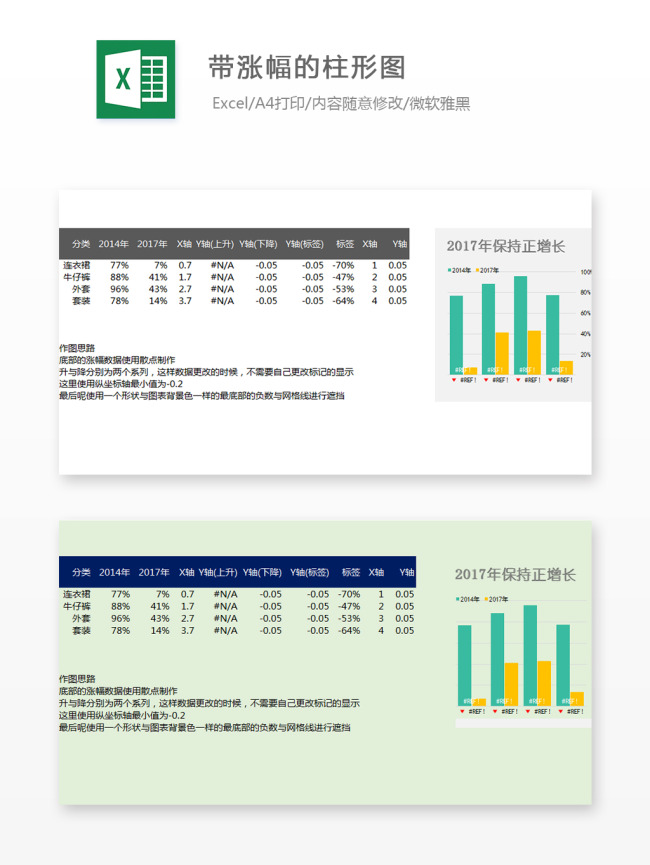 X
带涨幅的柱形图
Excel/A4打印/内容随意修改/微软雅黑
分类 2014年 2017年 X轴 Y轴(上升) Y轴(下降) Y轴(标签) 标签 X轴 Y轴
连衣裙 77% 7% 0.7 #N/A -0.05 -0.05 -70% 1 0.05
牛仔裤 88% 41% 1.7 #N/A -0.05 -0.05 -47% 2 0.05
外套 96% 43% 2.7 #N/A -0.05 -0.05 -53% 3 0.05
套装 78% 14% 3.7 #N/A -0.05 -0.05 -64% 4 0.05
作图思路
底部的涨幅数据使用散点制作
升与降分别为两个系列，这样数据更改的时候，不需要自己更改标记的显示
这里使用纵坐标轴最小值为-0.2
最后呢使用一个形状与图表背景色一样的最底部的负数与网格线进行遮挡
2017年保持正增长
2014年 2017年
100%
80%
60%
40%
20%
#REF! #REF! #REF! #REF!
#REF! #REF! #REF! #REF!
分类 2014年 2017年 X轴 Y轴(上升) Y轴(下降) Y轴(标签) 标签 X轴 Y轴
连衣裙 77% 7% 0.7 #N/A -0.05 -0.05 -70% 1 0.05
牛仔裤 88% 41% 1.7 #N/A -0.05 -0.05 -47% 2 0.05
外套 96% 43% 2.7 #N/A -0.05 -0.05 -53% 3 0.05
套装 78% 14% 3.7 #N/A -0.05 -0.05 -64% 4 0.05
作图思路
底部的涨幅数据使用散点制作
升与降分别为两个系列，这样数据更改的时候，不需要自己更改标记的显示
这里使用纵坐标轴最小值为-0.2
最后呢使用一个形状与图表背景色一样的最底部的负数与网格线进行遮挡
2017年保持正增长
2014年 2017年
#REF! #REF! #REF! #REF!
#REF! #REF! #REF! #REF!